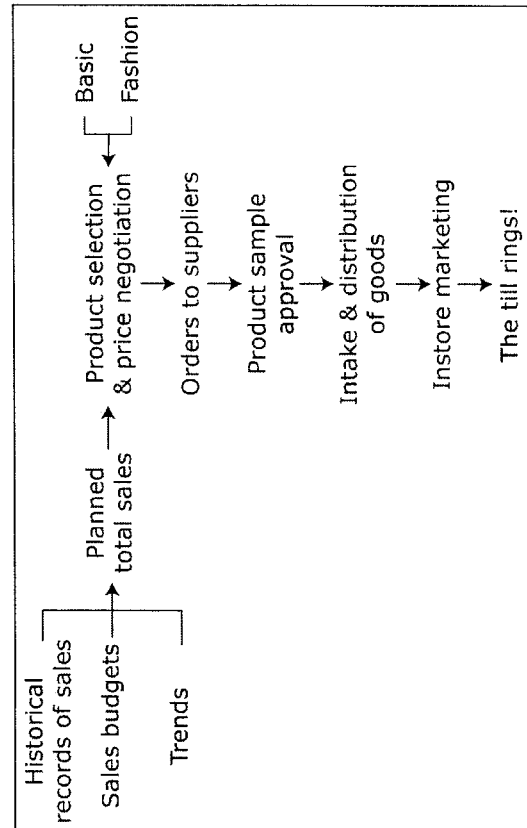 Historical
records of sales
Sales budgets
Trends
Planned
total sales
Product selection
& price negotiation
Basic
Fashion
Orders to suppliers
Product sample
approval
Intake & distribution
of goods
Instore marketing
The till rings!